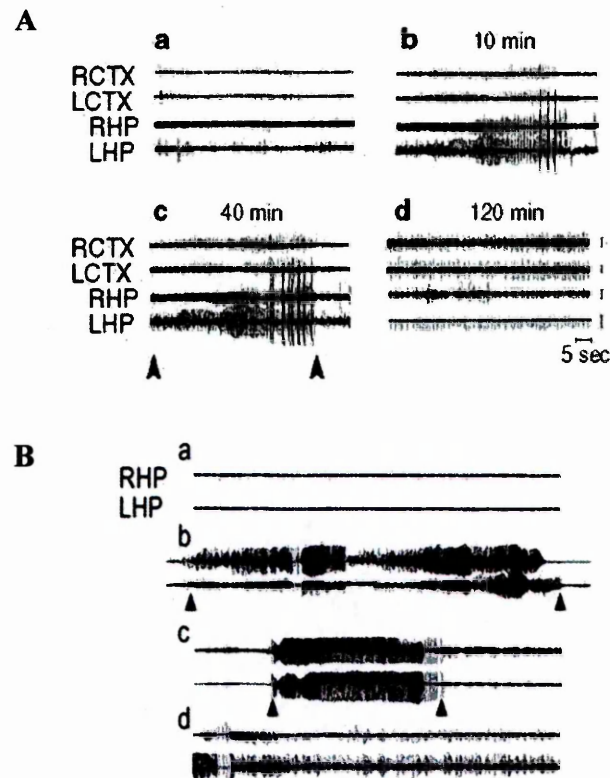 A
a
b 10 min
RCTX
LCTX
RHP
LHP
c 40 min
d 120 min
RCTX
LCTX
RHP
LHP
5 sec
B
a
RHP
LHP
b
c
d